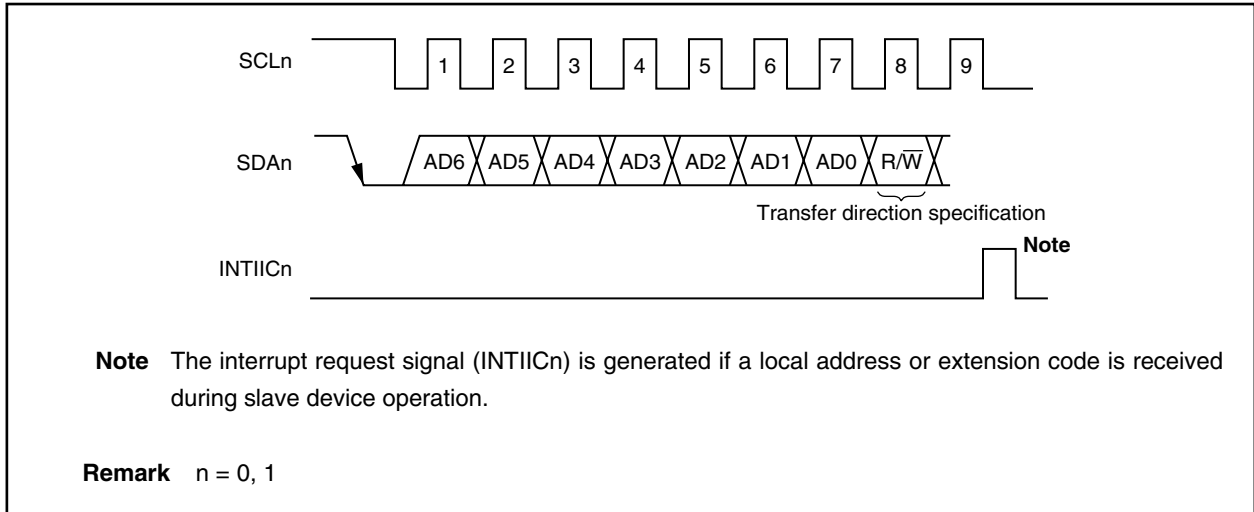 SCLn
1 2 3 4 5 6 7 8 9
SDAn
AD6 AD5 AD4 AD3 AD2 AD1 AD0 R/W̅
Transfer direction specification
Note
INTIICn
Note The interrupt request signal (INTIICn) is generated if a local address or extension code is received
during slave device operation.
Remark n = 0, 1